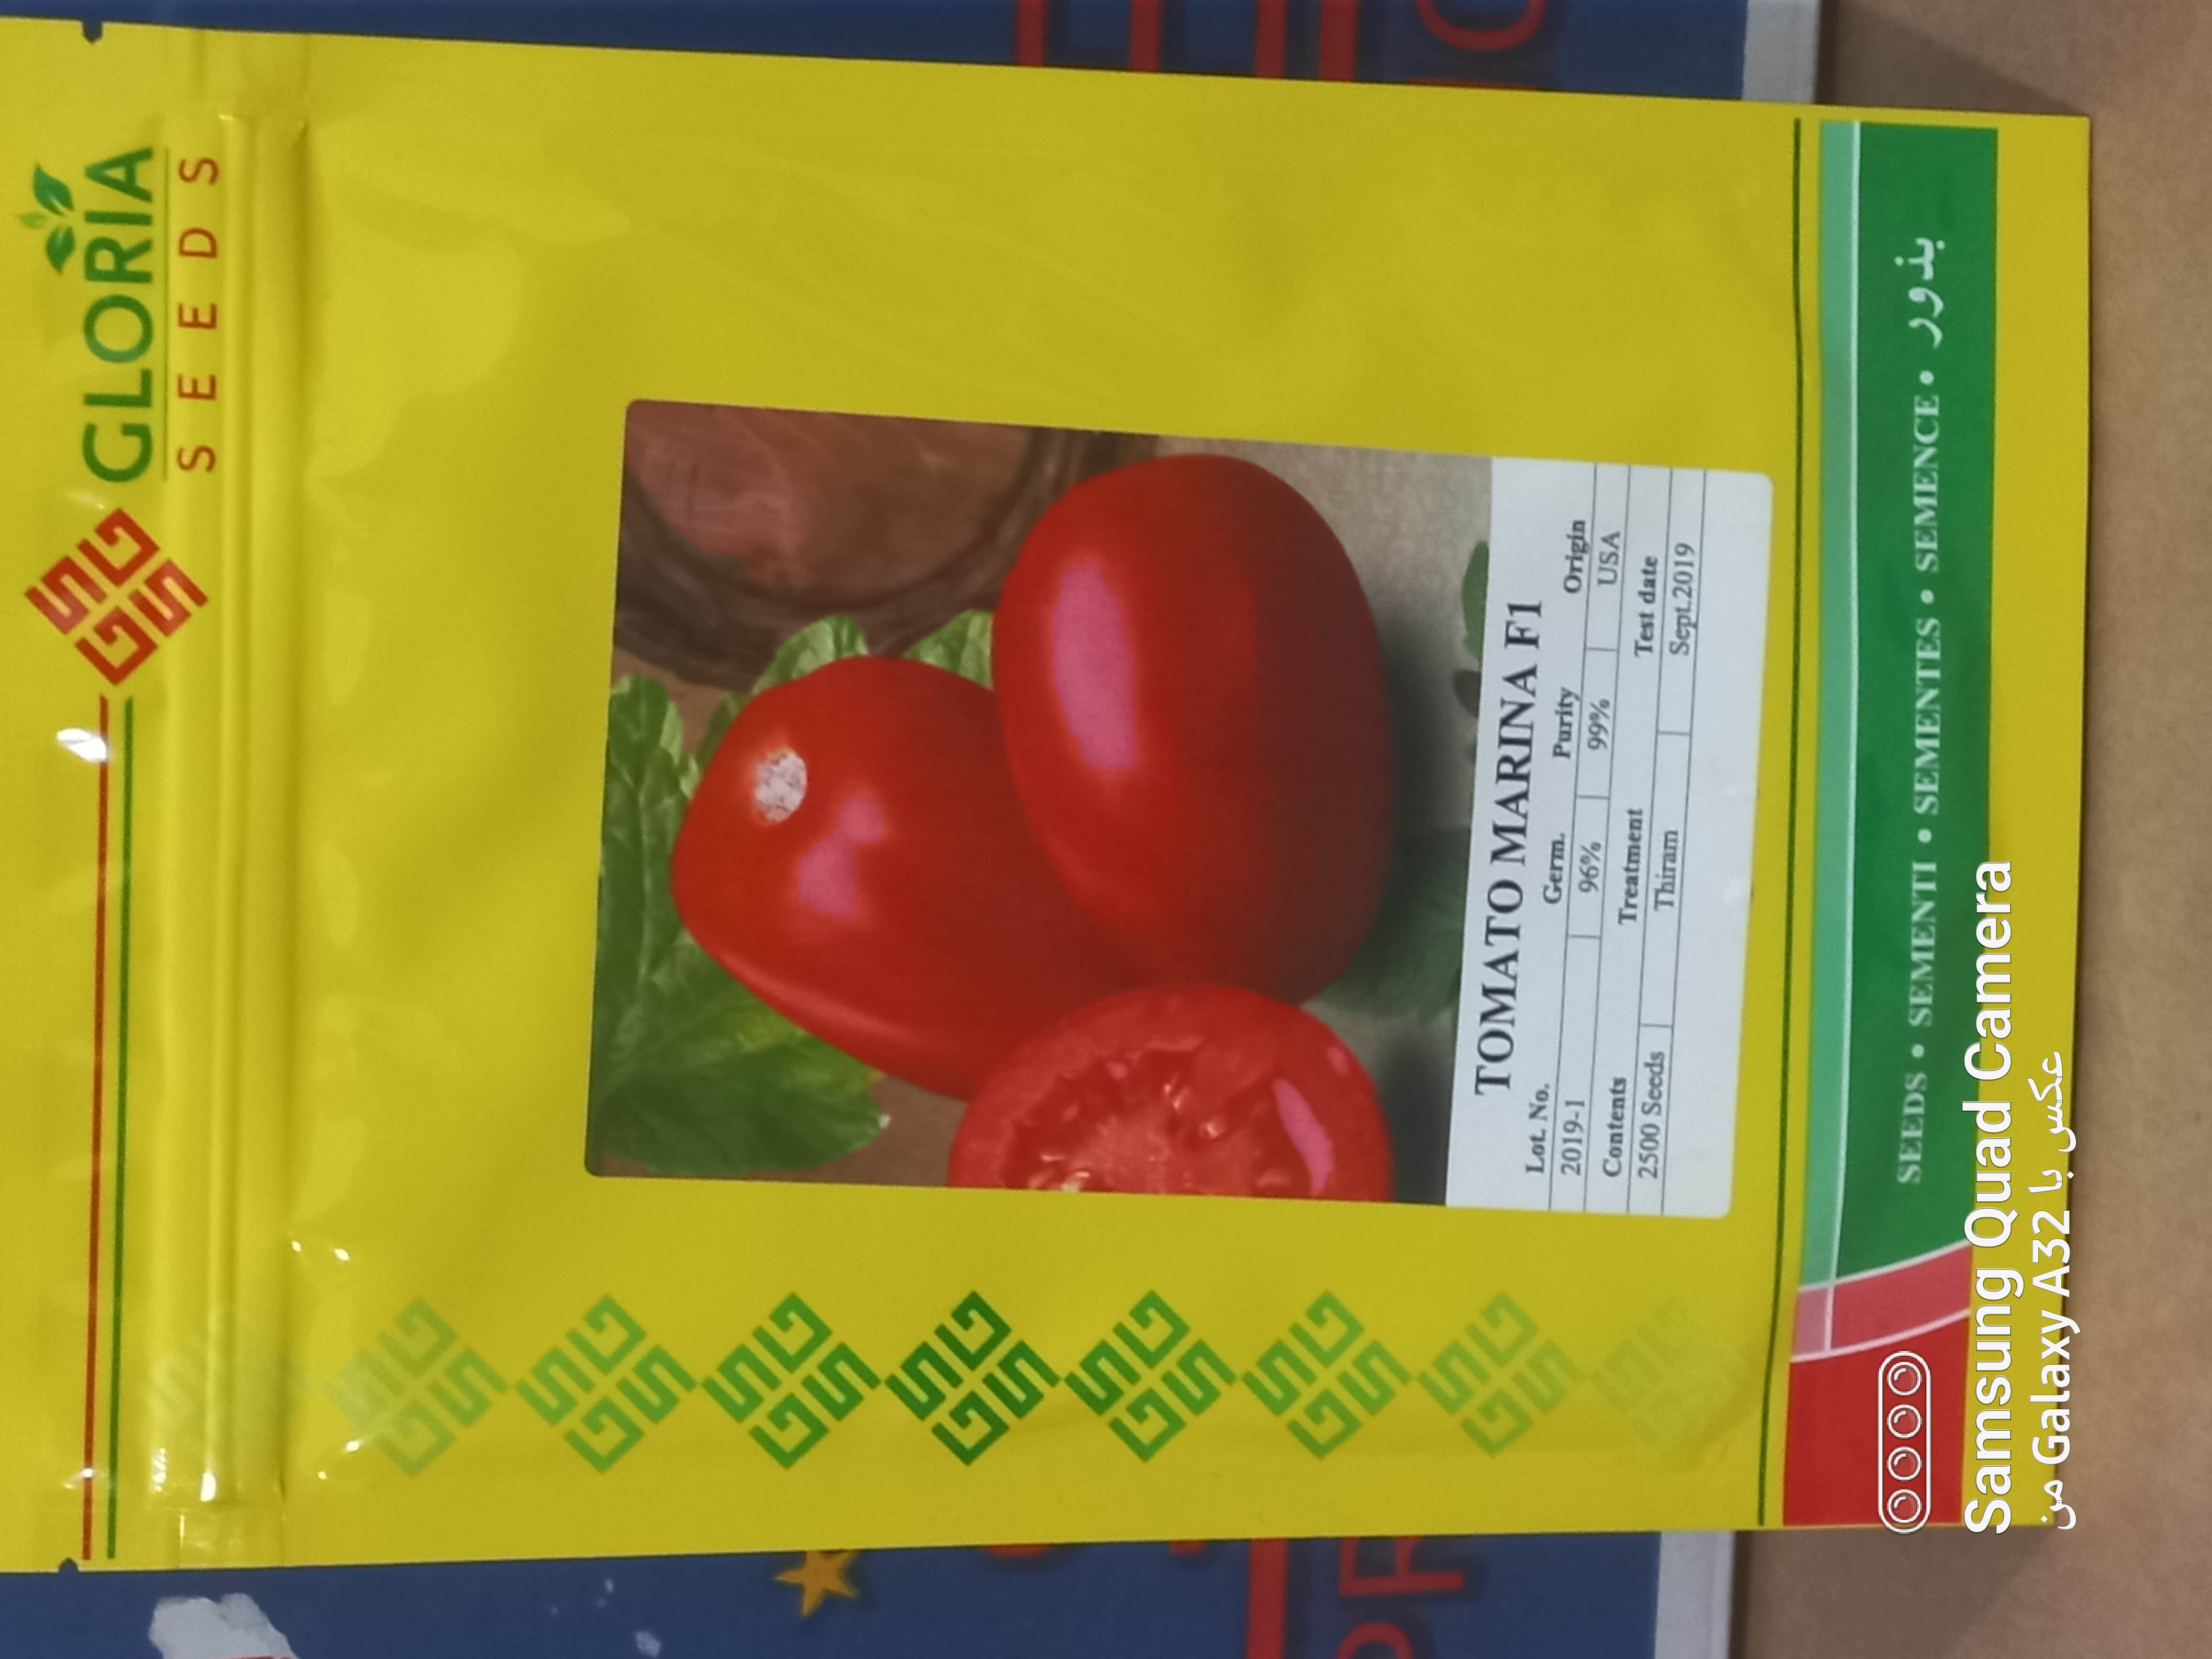 GLORIA
SEEDS
TOMATO MARINA F1
Lot. No. Germ. Purity Origin
2019-1 96% 99% USA
Contents Treatment Test date
2500 Seeds Thiram Sept.2019
SEEDS • SEMENTI • SEMENTES • SEMENCE • بذور
Samsung Quad Camera
عکس با Galaxy A32 من